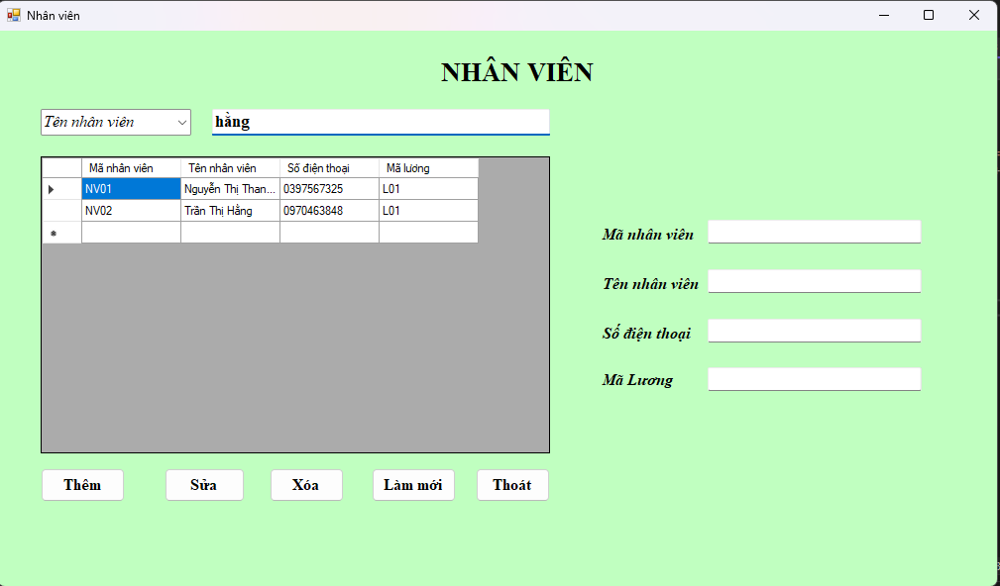 Nhân viên
NHÂN VIÊN
Tên nhân viên hằng
Mã nhân viên Tên nhân viên Số điện thoại Mã lương
NV01 Nguyễn Thị Than... 0397567325 L01
NV02 Trần Thị Hằng 0970463848 L01
Mã nhân viên
Tên nhân viên
Số điện thoại
Mã Lương
Thêm Sửa Xóa Làm mới Thoát